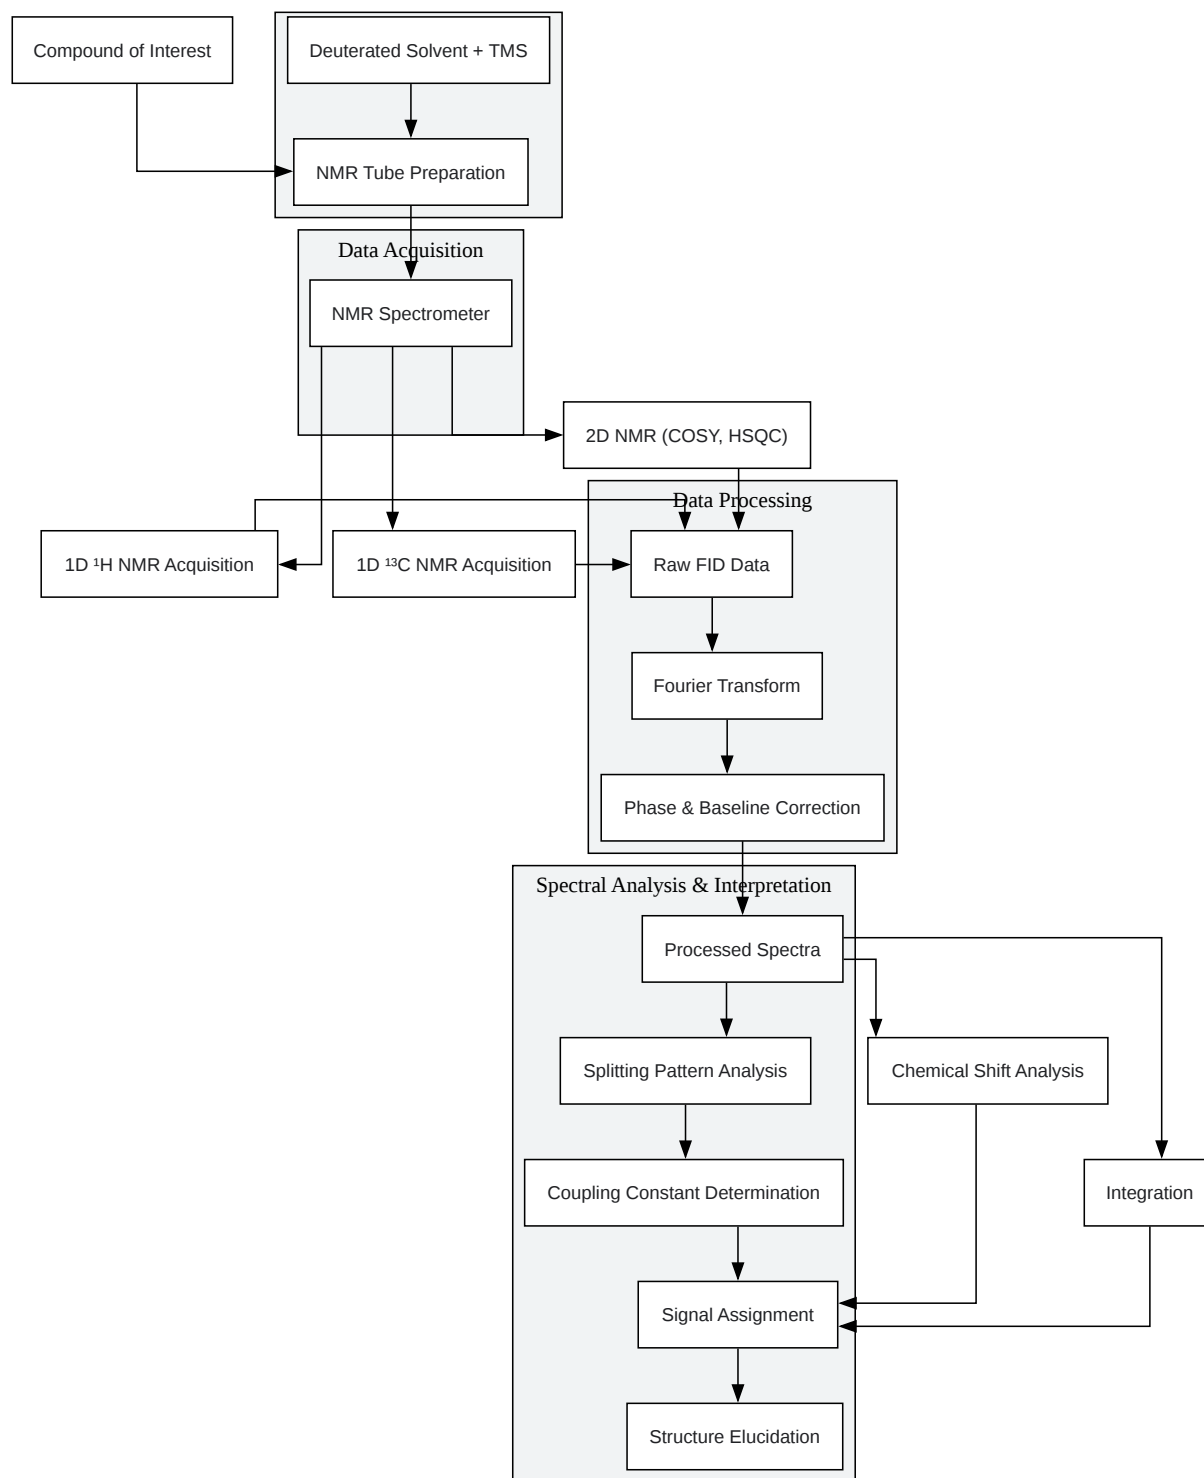 Compound of Interest
Deuterated Solvent + TMS
NMR Tube Preparation
Data Acquisition
NMR Spectrometer
2D NMR (COSY, HSQC)
Data Processing
1D ¹H NMR Acquisition
1D ¹³C NMR Acquisition
Raw FID Data
Fourier Transform
Phase & Baseline Correction
Spectral Analysis & Interpretation
Processed Spectra
Splitting Pattern Analysis
Chemical Shift Analysis
Coupling Constant Determination
Integration
Signal Assignment
Structure Elucidation